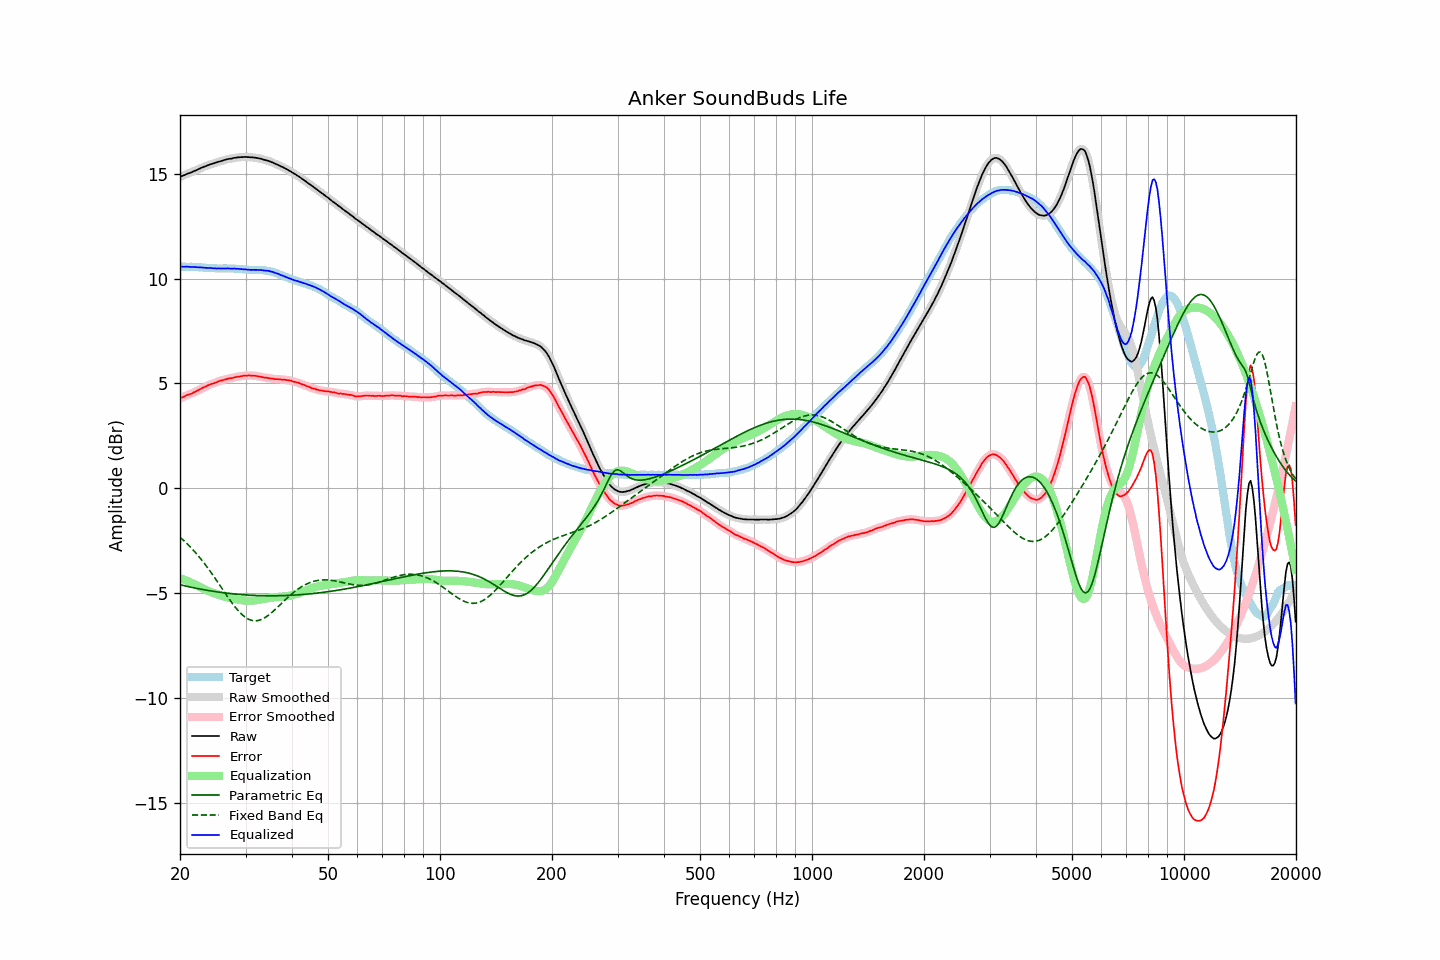 Anker SoundBuds Life
Amplitude (dBr)
15
10
5
0
−5
−10
−15
Target
Raw Smoothed
Error Smoothed
Raw
Error
Equalization
Parametric Eq
Fixed Band Eq
Equalized
20 50 100 200 500 1000 2000 5000 10000 20000
Frequency (Hz)